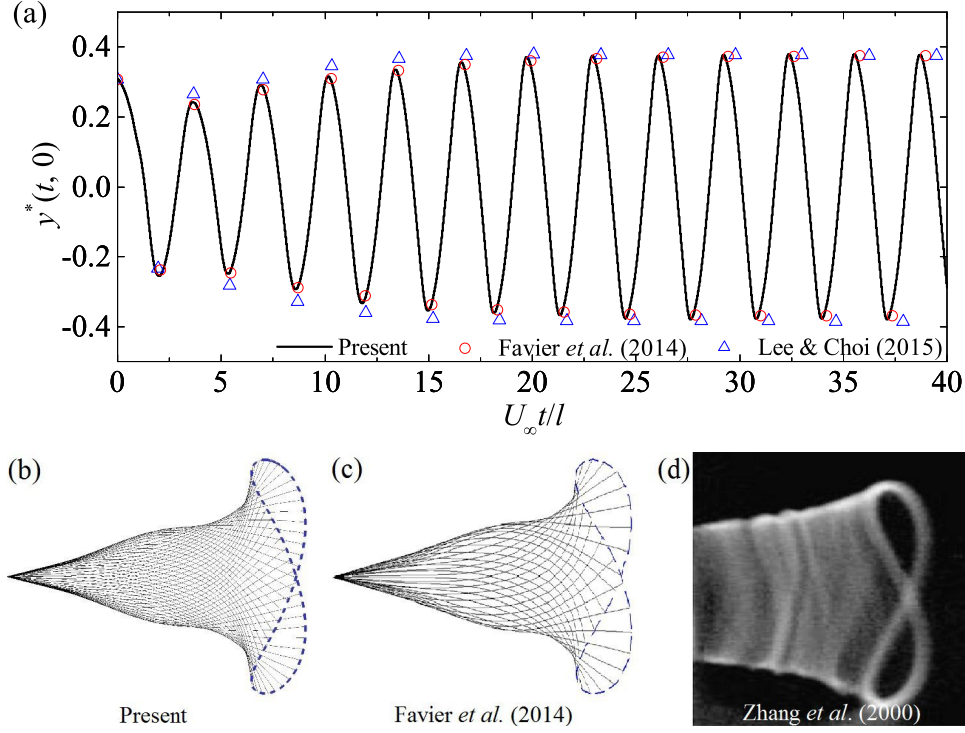 (a)
0.4
0.2
0.0
-0.2
-0.4
y*(t, 0)
Present
Favier et al. (2014)
Lee & Choi (2015)
0 5 10 15 20 25 30 35 40
U∞t/l
(b) (c) (d)
Present
Favier et al. (2014)
Zhang et al. (2000)